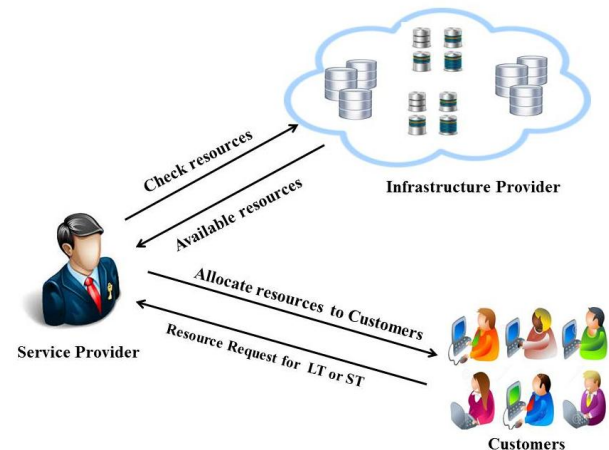 Check resources
Infrastructure Provider
Available resources
Allocate resources to Customers
Service Provider
Resource Request for LT or ST
Customers